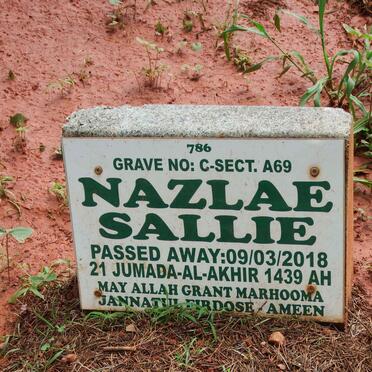 786
GRAVE NO: C-SECT. A69
NAZLAE
SALLIE
PASSED AWAY:09/03/2018
21 JUMADA-AL-AKHIR 1439 AH
MAY ALLAH GRANT MARHOOMA
JANNATUL FIRDOSE - AMEEN